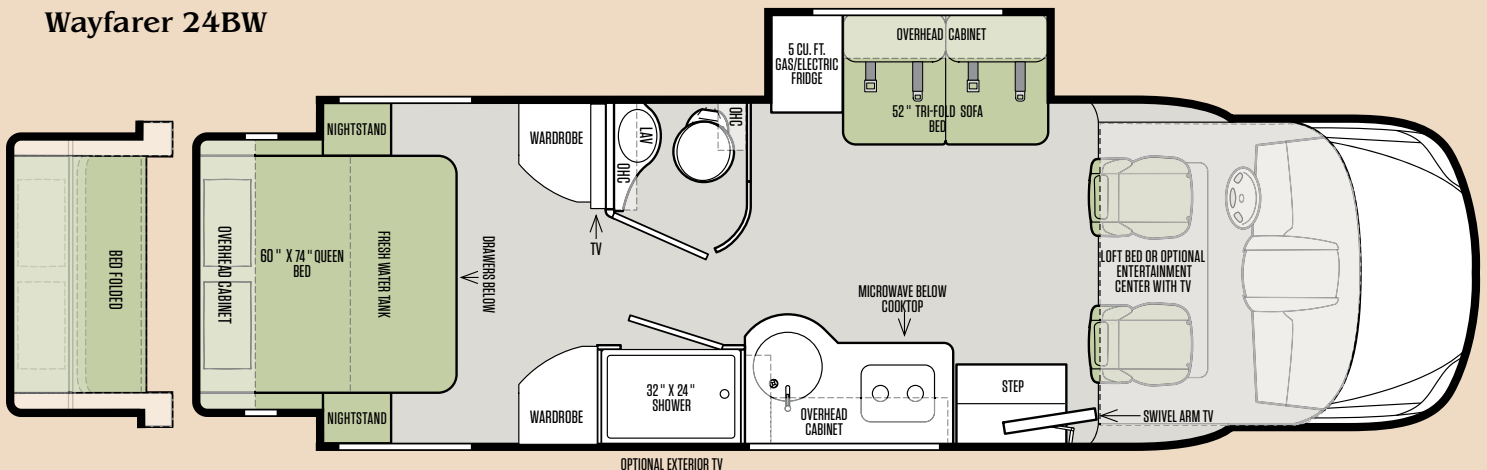 Wayfarer 24BW
5 CU. FT.
GAS/ELECTRIC
FRIDGE
OVERHEAD CABINET
52" TRI-FOLD SOFA
BED
NIGHTSTAND
WARDROBE
LAV
OHC
OHC
TV
BED FOLDED
OVERHEAD CABINET
60" X 74" QUEEN
BED
FRESH WATER TANK
DRAWERS BELOW
MICROWAVE BELOW
COOKTOP
LOFT BED OR OPTIONAL
ENTERTAINMENT
CENTER WITH TV
NIGHTSTAND
WARDROBE
32" X 24"
SHOWER
OVERHEAD
CABINET
STEP
SWIVEL ARM TV
OPTIONAL EXTERIOR TV